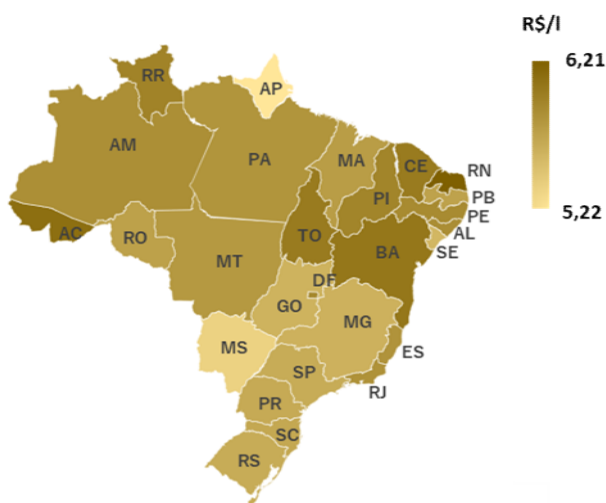 R$/l
6,21
5,22
RR
AP
AM
PA
MA
CE
RN
PB
PE
AL
SE
PI
AC
RO
TO
BA
MT
DF
GO
MG
ES
MS
SP
RJ
PR
SC
RS